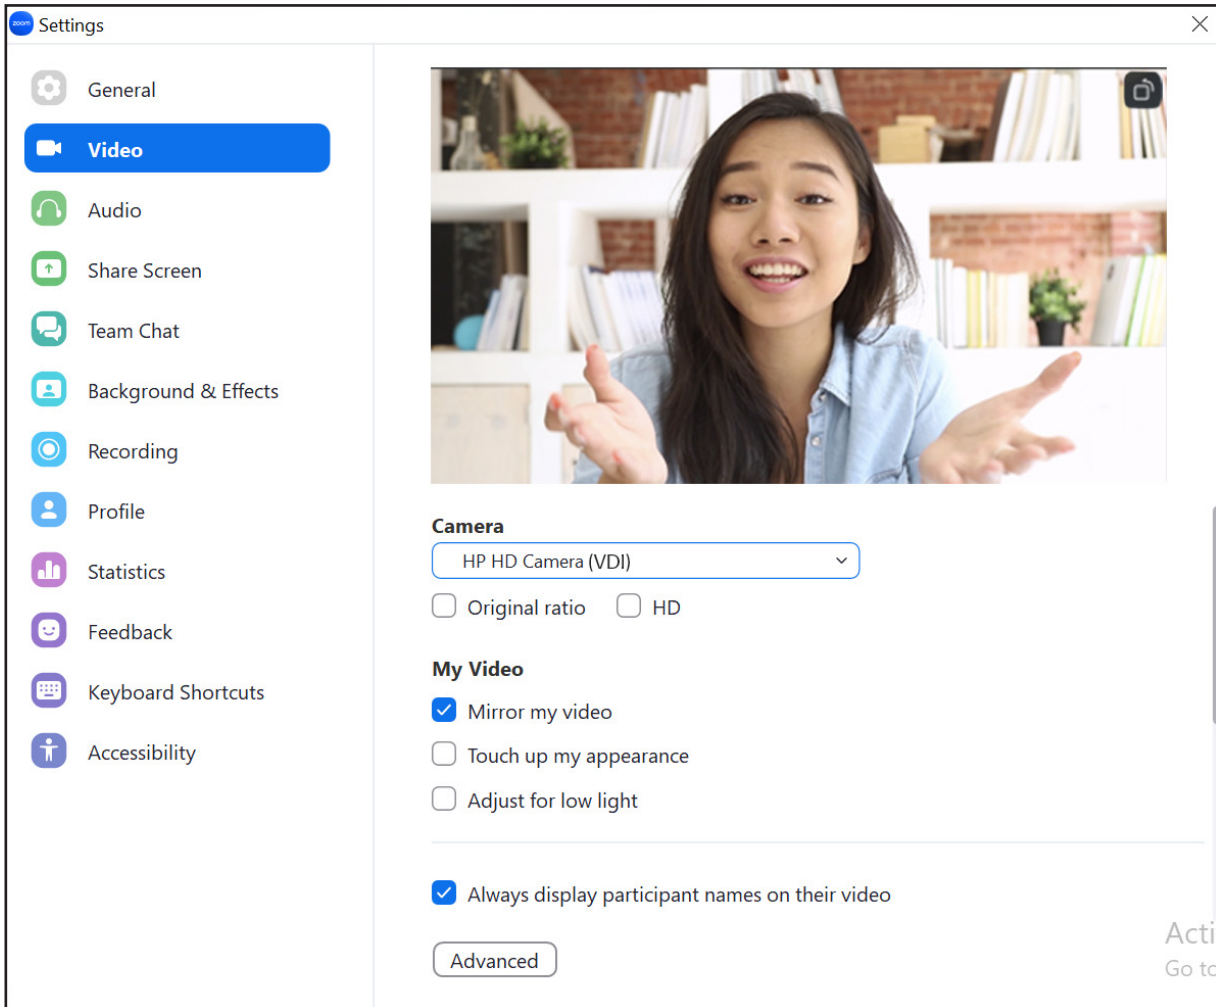 zoom Settings
General
Video
Audio
Share Screen
Team Chat
Background & Effects
Recording
Profile
Statistics
Feedback
Keyboard Shortcuts
Accessibility
Camera
HP HD Camera (VDI)
Original ratio HD
My Video
Mirror my video
Touch up my appearance
Adjust for low light
Always display participant names on their video
Advanced
Acti
Go to